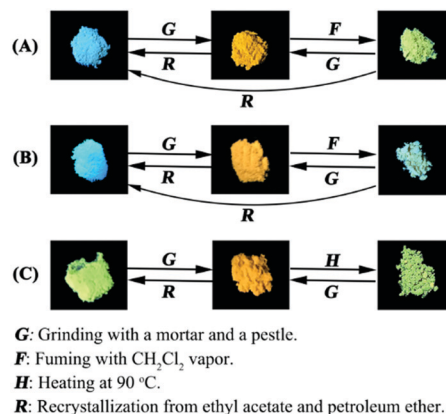 G F
(A)
R G
R
G F
(B)
R G
R
G H
(C)
R G
G: Grinding with a mortar and a pestle.
F: Fuming with CH₂Cl₂ vapor.
H: Heating at 90 °C.
R: Recrystallization from ethyl acetate and petroleum ether.